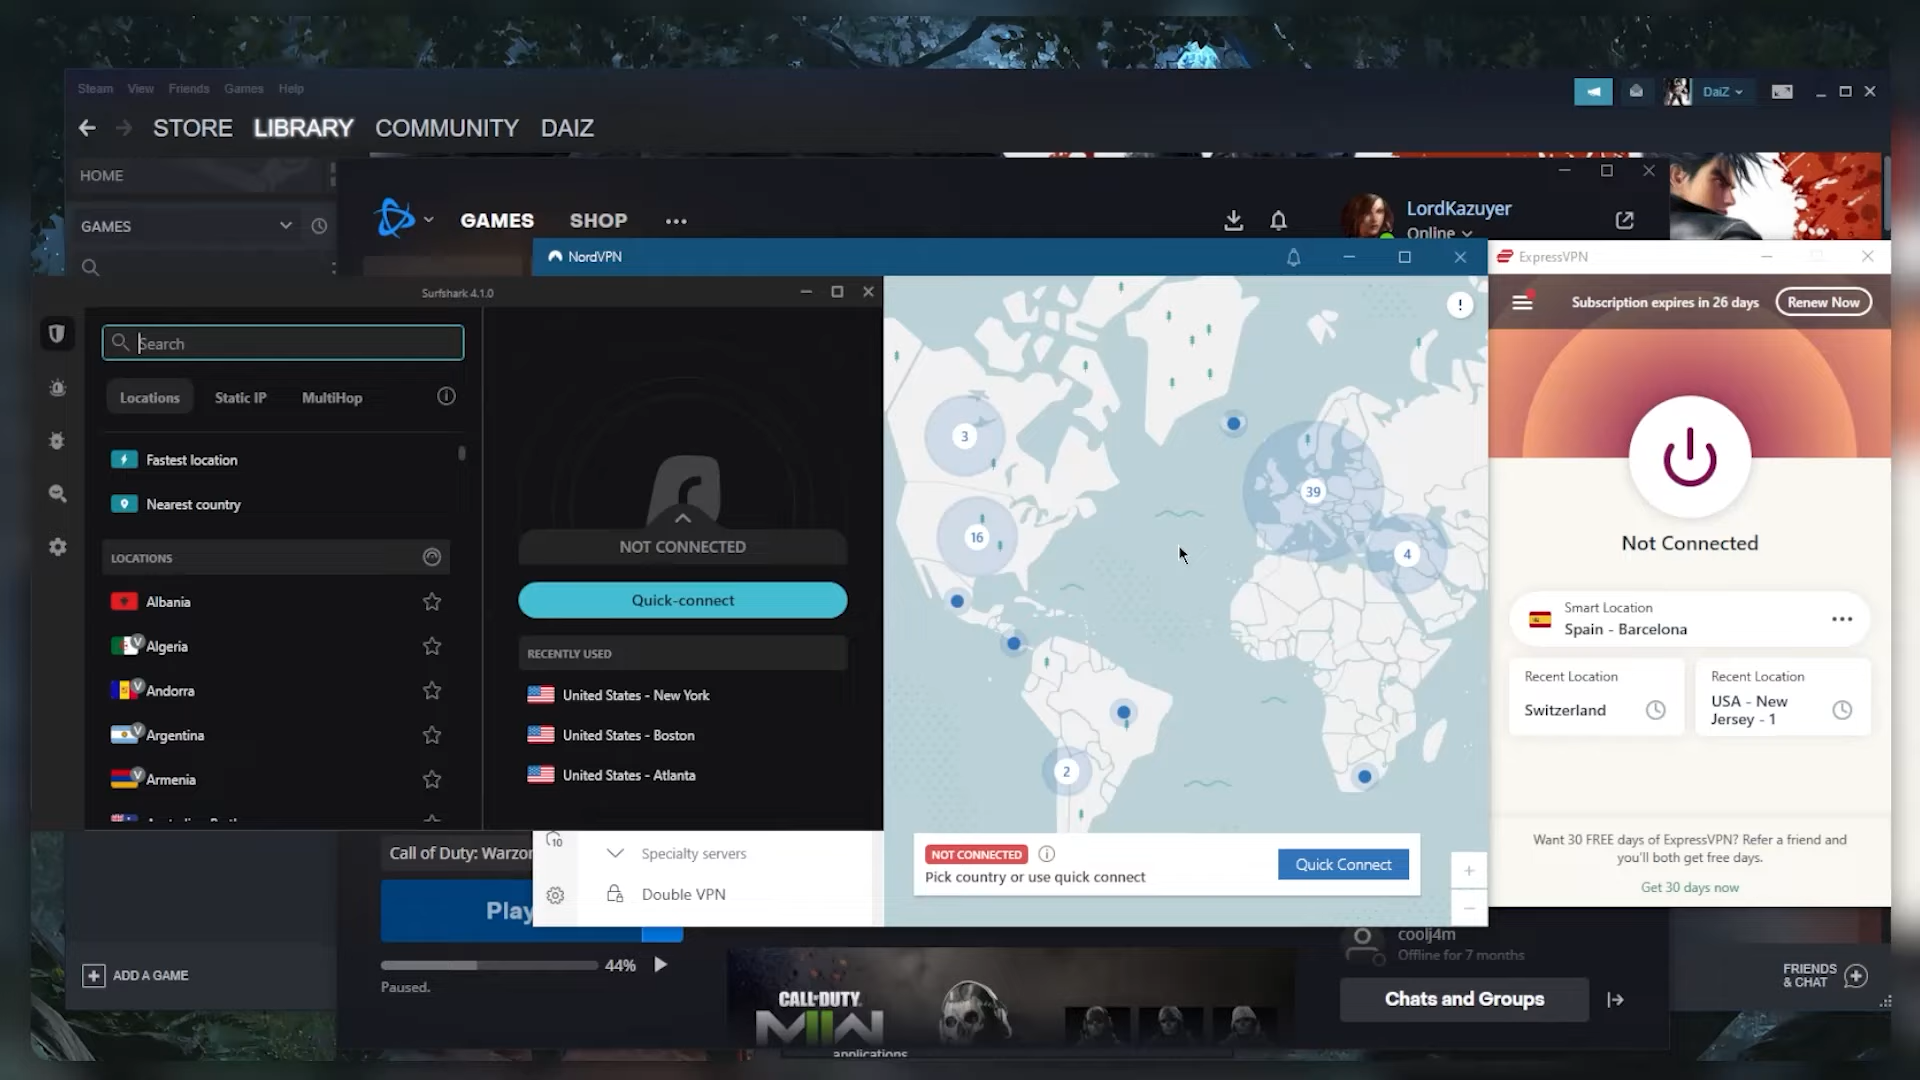 Steam View Friends Games Help
DaiZ
STORE LIBRARY COMMUNITY DAIZ
HOME
GAMES
GAMES SHOP
LordKazuyer
Online
NordVPN
ExpressVPN
Subscription expires in 26 days
Renew Now
Surfshark 4.1.0
Search
Locations Static IP MultiHop
Fastest location
Nearest country
LOCATIONS
Albania
Algeria
Andorra
Argentina
Armenia
NOT CONNECTED
Quick-connect
RECENTLY USED
United States - New York
United States - Boston
United States - Atlanta
3
16
39
4
2
NOT CONNECTED
Pick country or use quick connect
Quick Connect
Not Connected
Smart Location
Spain - Barcelona
Recent Location
Switzerland
Recent Location
USA - New
Jersey - 1
Want 30 FREE days of ExpressVPN? Refer a friend and
you'll both get free days.
Get 30 days now
10
Specialty servers
Double VPN
Call of Duty: Warzon
Play
44%
Paused.
ADD A GAME
CALL·DUTY
MWII
applications
coolj4m
Offline for 7 months
Chats and Groups
FRIENDS
& CHAT